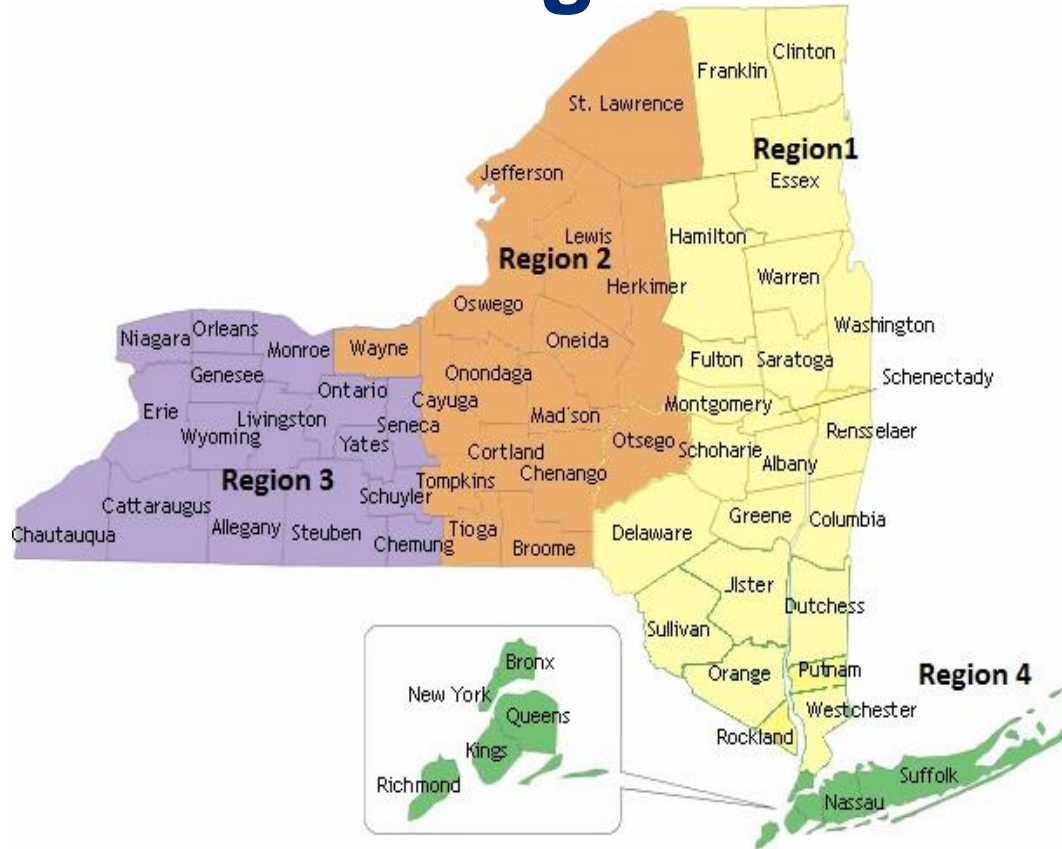 Clinton
Franklin
St. Lawrence
Region1
Jefferson
Essex
Lewis
Hamilton
Region 2
Warren
Herkimer
Oswego
Washington
Niagara
Orleans
Oneida
Monroe
Wayne
Fulton
Saratoga
Genesee
Onondaga
Schenectady
Ontario
Cayuga
Montgomery
Erie
Livingston
Seneca
Mad'son
Wyoming
Yates
Otsego
Rensselaer
Cortland
Schoharie
Albany
Region 3
Tompkins
Chenango
Schuyler
Cattaraugus
Greene
Columbia
Allegany
Steuben
Tioga
Delaware
Chautauqua
Chemung
Broome
Jlster
Dutchess
Sullivan
Bronx
Orange
Putnam
Region 4
New York
Queens
Westchester
Rockland
Kings
Richmond
Suffolk
Nassau